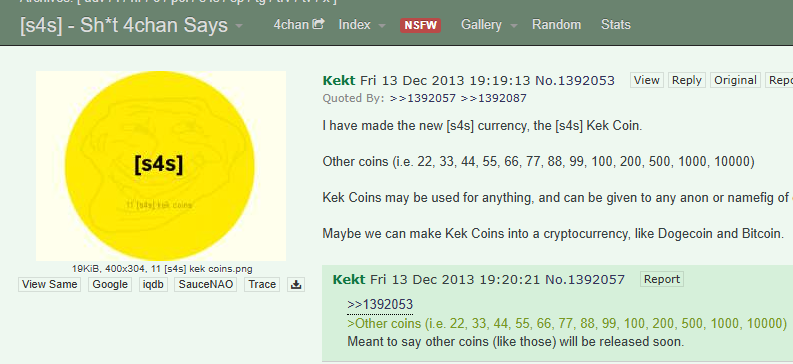 [s4s] - Sh*t 4chan Says
4chan
Index
NSFW
Gallery
Random
Stats
[s4s]
11 [s4s] kek coins
19KiB, 400x304, 11 [s4s] kek coins.png
View Same
Google
iqdb
SauceNAO
Trace
Kekt Fri 13 Dec 2013 19:19:13 No.1392053
View
Reply
Original
Quoted By: >>1392057 >>1392087
I have made the new [s4s] currency, the [s4s] Kek Coin.
Other coins (i.e. 22, 33, 44, 55, 66, 77, 88, 99, 100, 200, 500, 1000, 10000)
Kek Coins may be used for anything, and can be given to any anon or namefig of
Maybe we can make Kek Coins into a cryptocurrency, like Dogecoin and Bitcoin.
Kekt Fri 13 Dec 2013 19:20:21 No.1392057
Report
>>1392053
>Other coins (i.e. 22, 33, 44, 55, 66, 77, 88, 99, 100, 200, 500, 1000, 10000)
Meant to say other coins (like those) will be released soon.